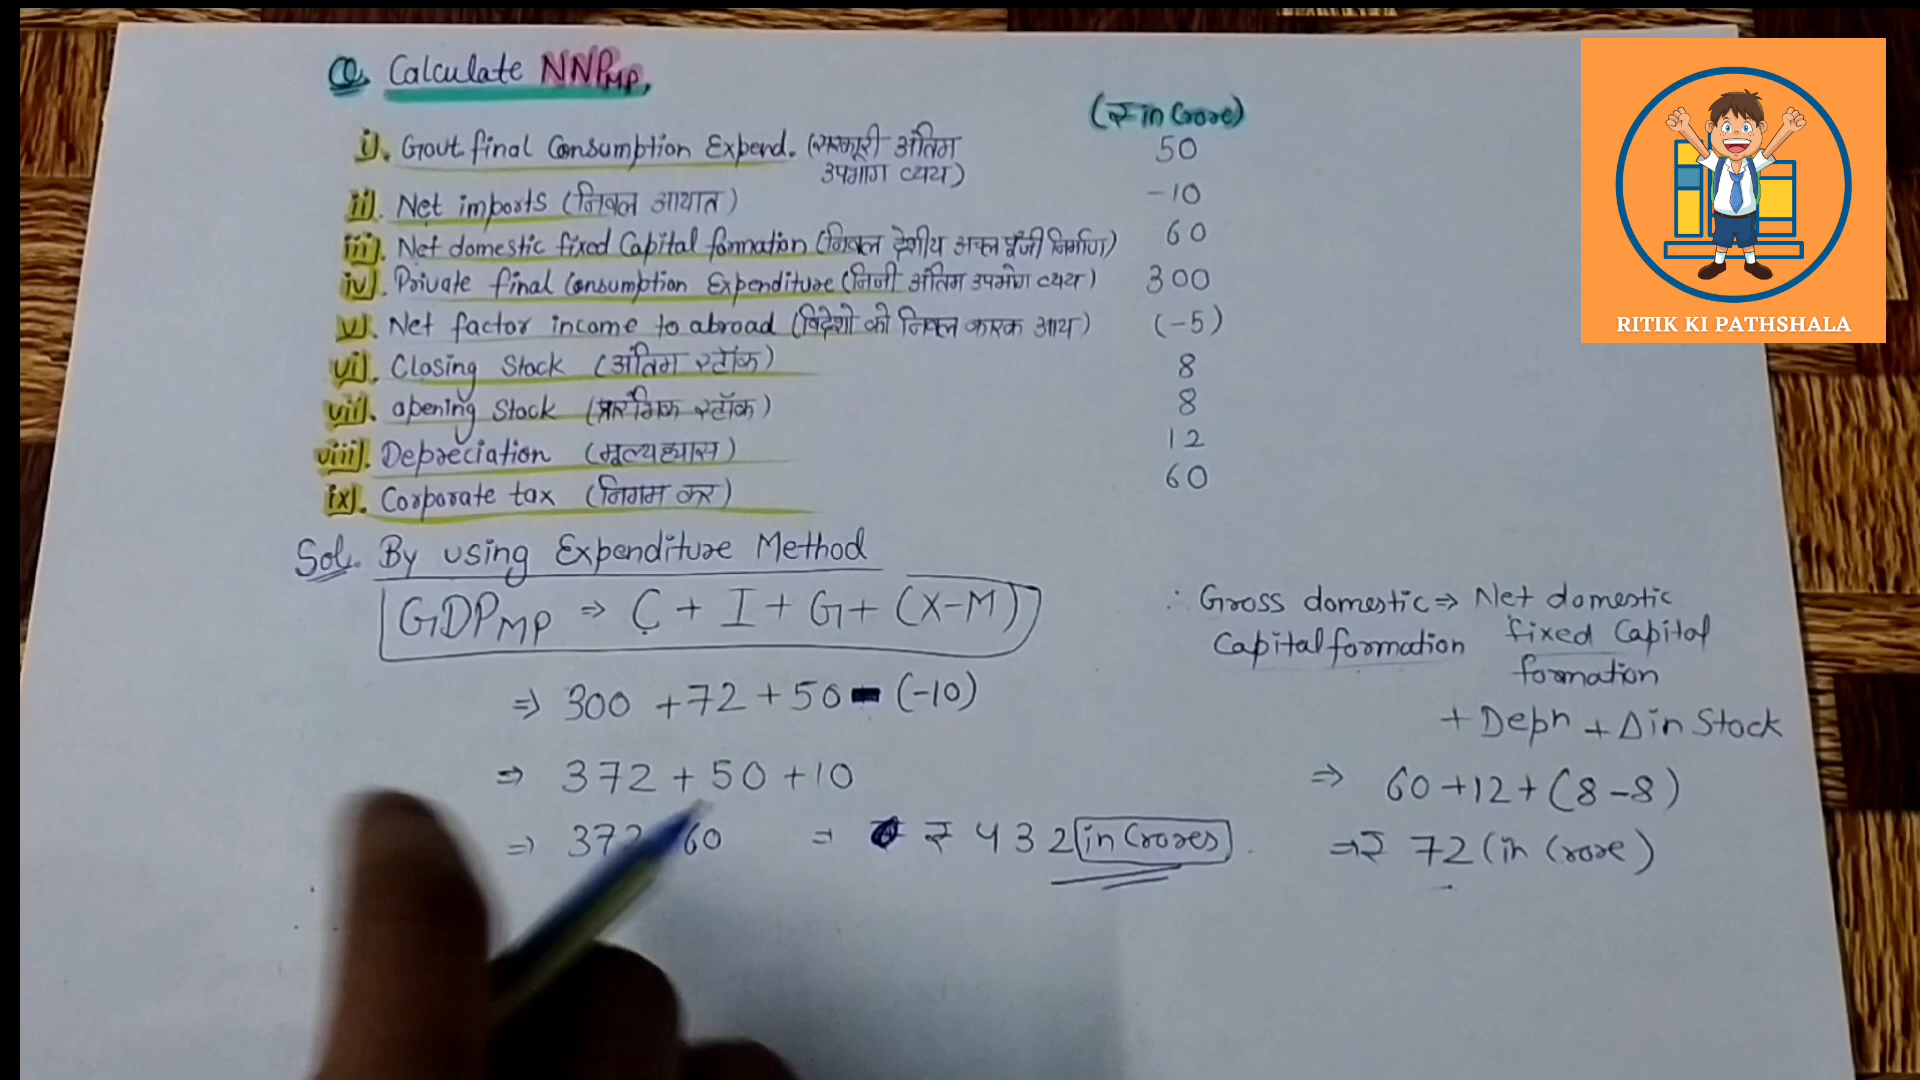 Q. Calculate NNPMP,
(₹ in Crore)
i). Govt. final Consumption Expend. (सरकारी अंतिम उपभोग व्यय) 50
ii). Net imports (निवल आयात) -10
iii). Net domestic fixed Capital formation (निवल देशीय अचल पूँजी निर्माण) 60
iv). Private final Consumption Expenditure (निजी अंतिम उपभोग व्यय) 300
v). Net factor income to abroad (विदेशो को निवल कारक आय) (-5)
vi). Closing Stock (अंतिम स्टॉक) 8
vii). opening Stock (प्रारंभिक स्टॉक) 8
viii). Depreciation (मूल्यह्रास) 12
ix). Corporate tax (निगम कर) 60
Sol. By using Expenditure Method
GDPMP ⇒ C + I + G + (X-M)
⇒ 300 + 72 + 50 - (-10)
⇒ 372 + 50 + 10
⇒ 372 60 ⇒ ₹ 432 in Crores
∴ Gross domestic ⇒ Net domestic
Capital formation fixed Capital
formation
+ Depn + Δ in Stock
⇒ 60 + 12 + (8-8)
⇒ ₹ 72 (in Crore)
RITIK KI PATHSHALA